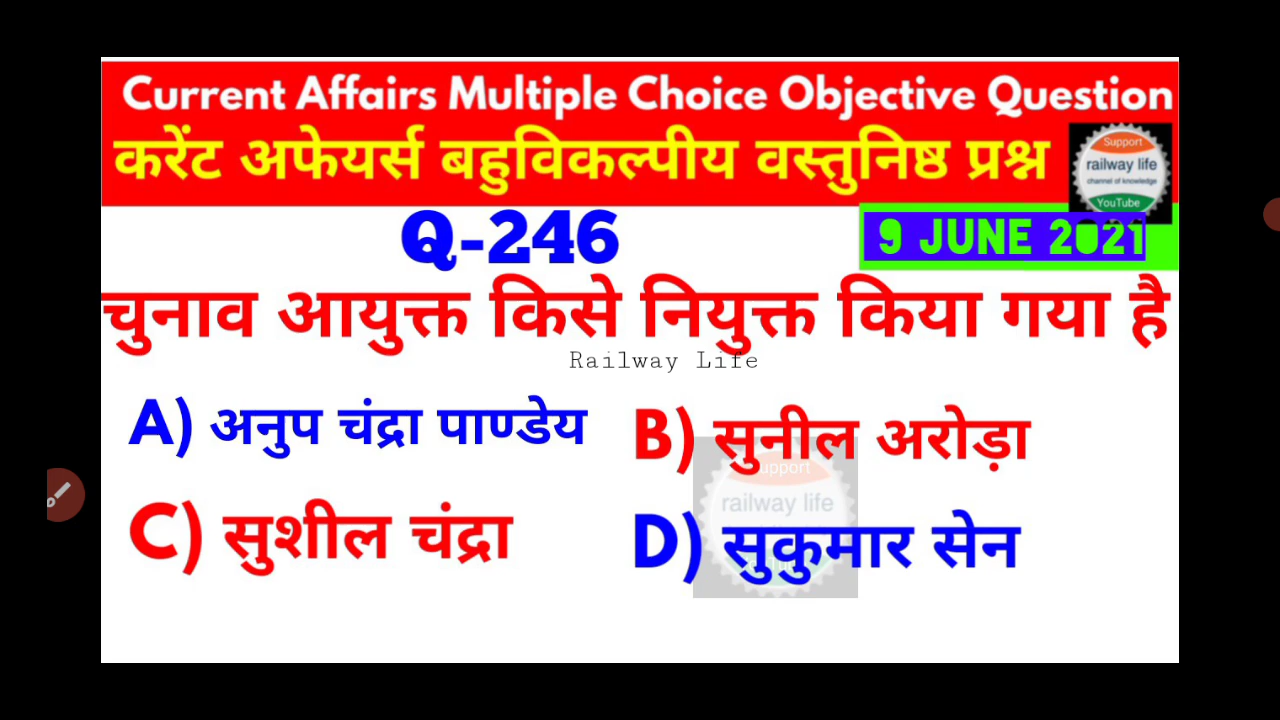 Current Affairs Multiple Choice Objective Question
करेंट अफेयर्स बहुविकल्पीय वस्तुनिष्ठ प्रश्न
Support
railway life
channel of knowledge
YouTube
Q-246
9 JUNE 2021
चुनाव आयुक्त किसे नियुक्त किया गया है
Railway Life
A) अनुप चंद्रा पाण्डेय
B) सुनील अरोड़ा
Support
railway life
C) सुशील चंद्रा
D) सुकुमार सेन